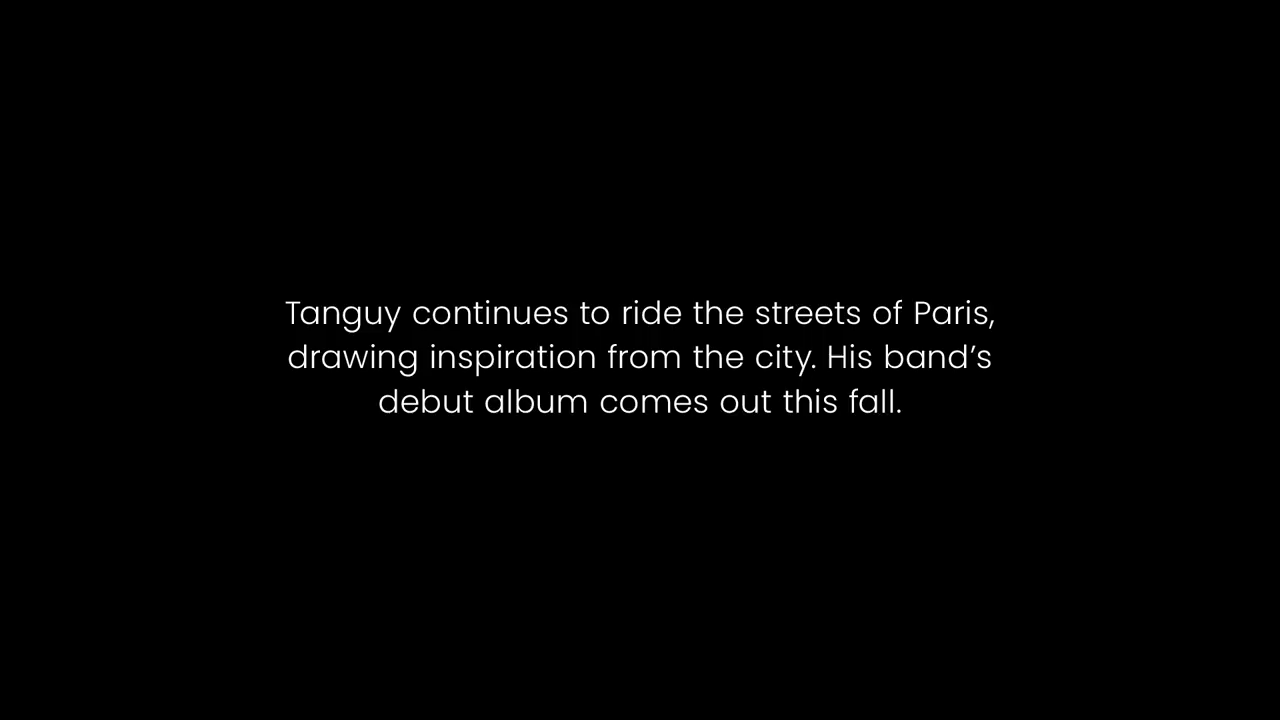 Tanguy continues to ride the streets of Paris,
drawing inspiration from the city. His band’s
debut album comes out this fall.